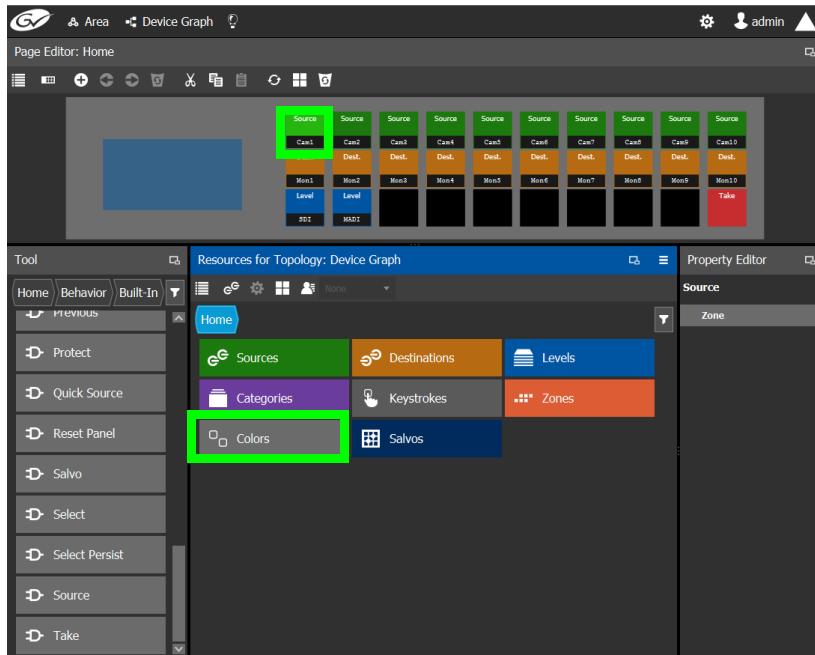 GV Area Device Graph admin
Page Editor: Home
Source Source Source Source Source Source Source Source Source Source
Cam1 Cam2 Cam3 Cam4 Cam5 Cam6 Cam7 Cam8 Cam9 Cam10
Dest. Dest. Dest. Dest. Dest. Dest. Dest. Dest. Dest.
Mon1 Mon2 Mon3 Mon4 Mon5 Mon6 Mon7 Mon8 Mon9 Mon10
Level Level Take
SDI MADI
Tool Resources for Topology: Device Graph Property Editor
Home Behavior Built-In None Source
Previous Home Zone
Protect Sources Destinations Levels
Quick Source Categories Keystrokes Zones
Reset Panel Colors Salvos
Salvo
Select
Select Persist
Source
Take